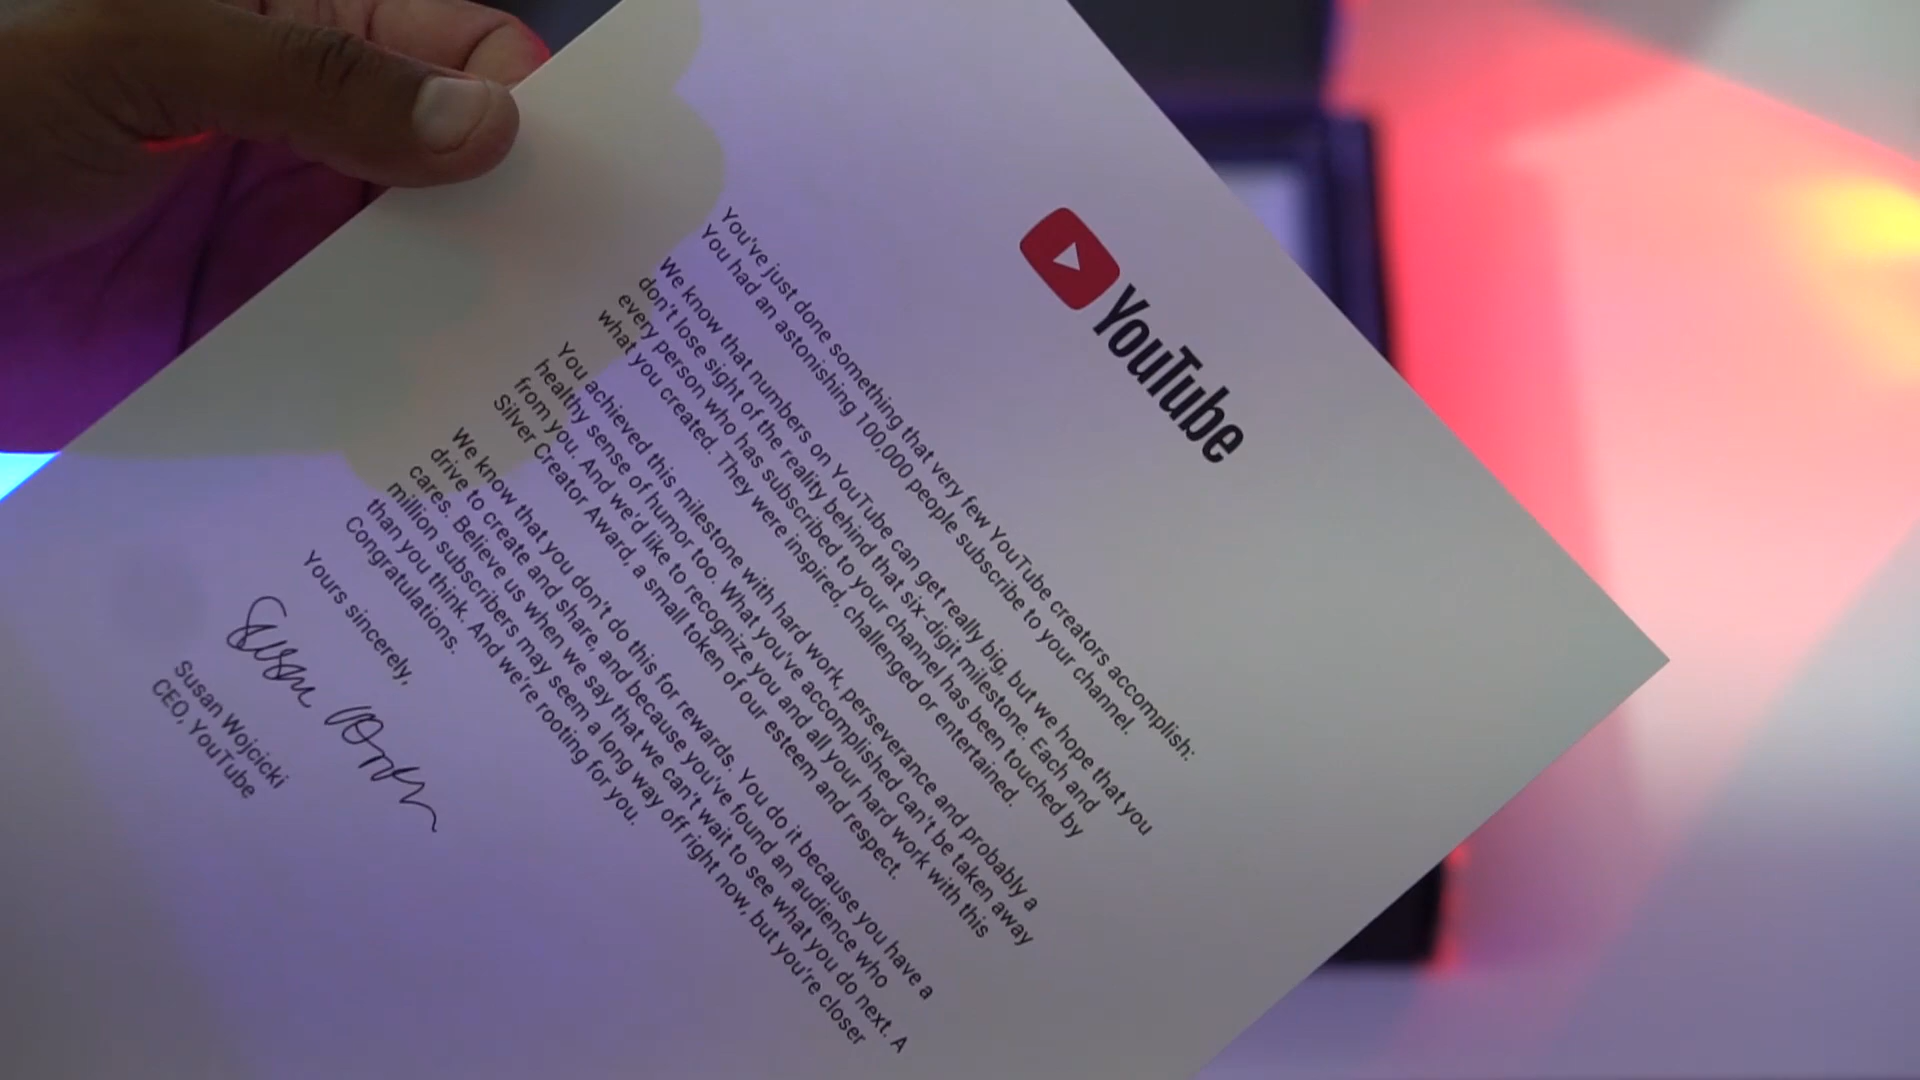 YouTube
You've just done something that very few YouTube creators accomplish:
You had an astonishing 100,000 people subscribe to your channel.
We know that numbers on YouTube can get really big, but we hope that you
don't lose sight of the reality behind that six-digit milestone. Each and
every person who has subscribed to your channel has been touched by
what you created. They were inspired, challenged or entertained.
You achieved this milestone with hard work, perseverance and probably a
healthy sense of humor too. What you've accomplished can't be taken away
from you. And we'd like to recognize you and all your hard work with this
Silver Creator Award, a small token of our esteem and respect.
We know that you don't do this for rewards. You do it because you have a
drive to create and share, and because you've found an audience who
cares. Believe us when we say that we can't wait to see what you do next. A
million subscribers may seem a long way off right now, but you're closer
than you think. And we're rooting for you.
Congratulations.
Yours sincerely,
Susan Wojcicki
CEO, YouTube